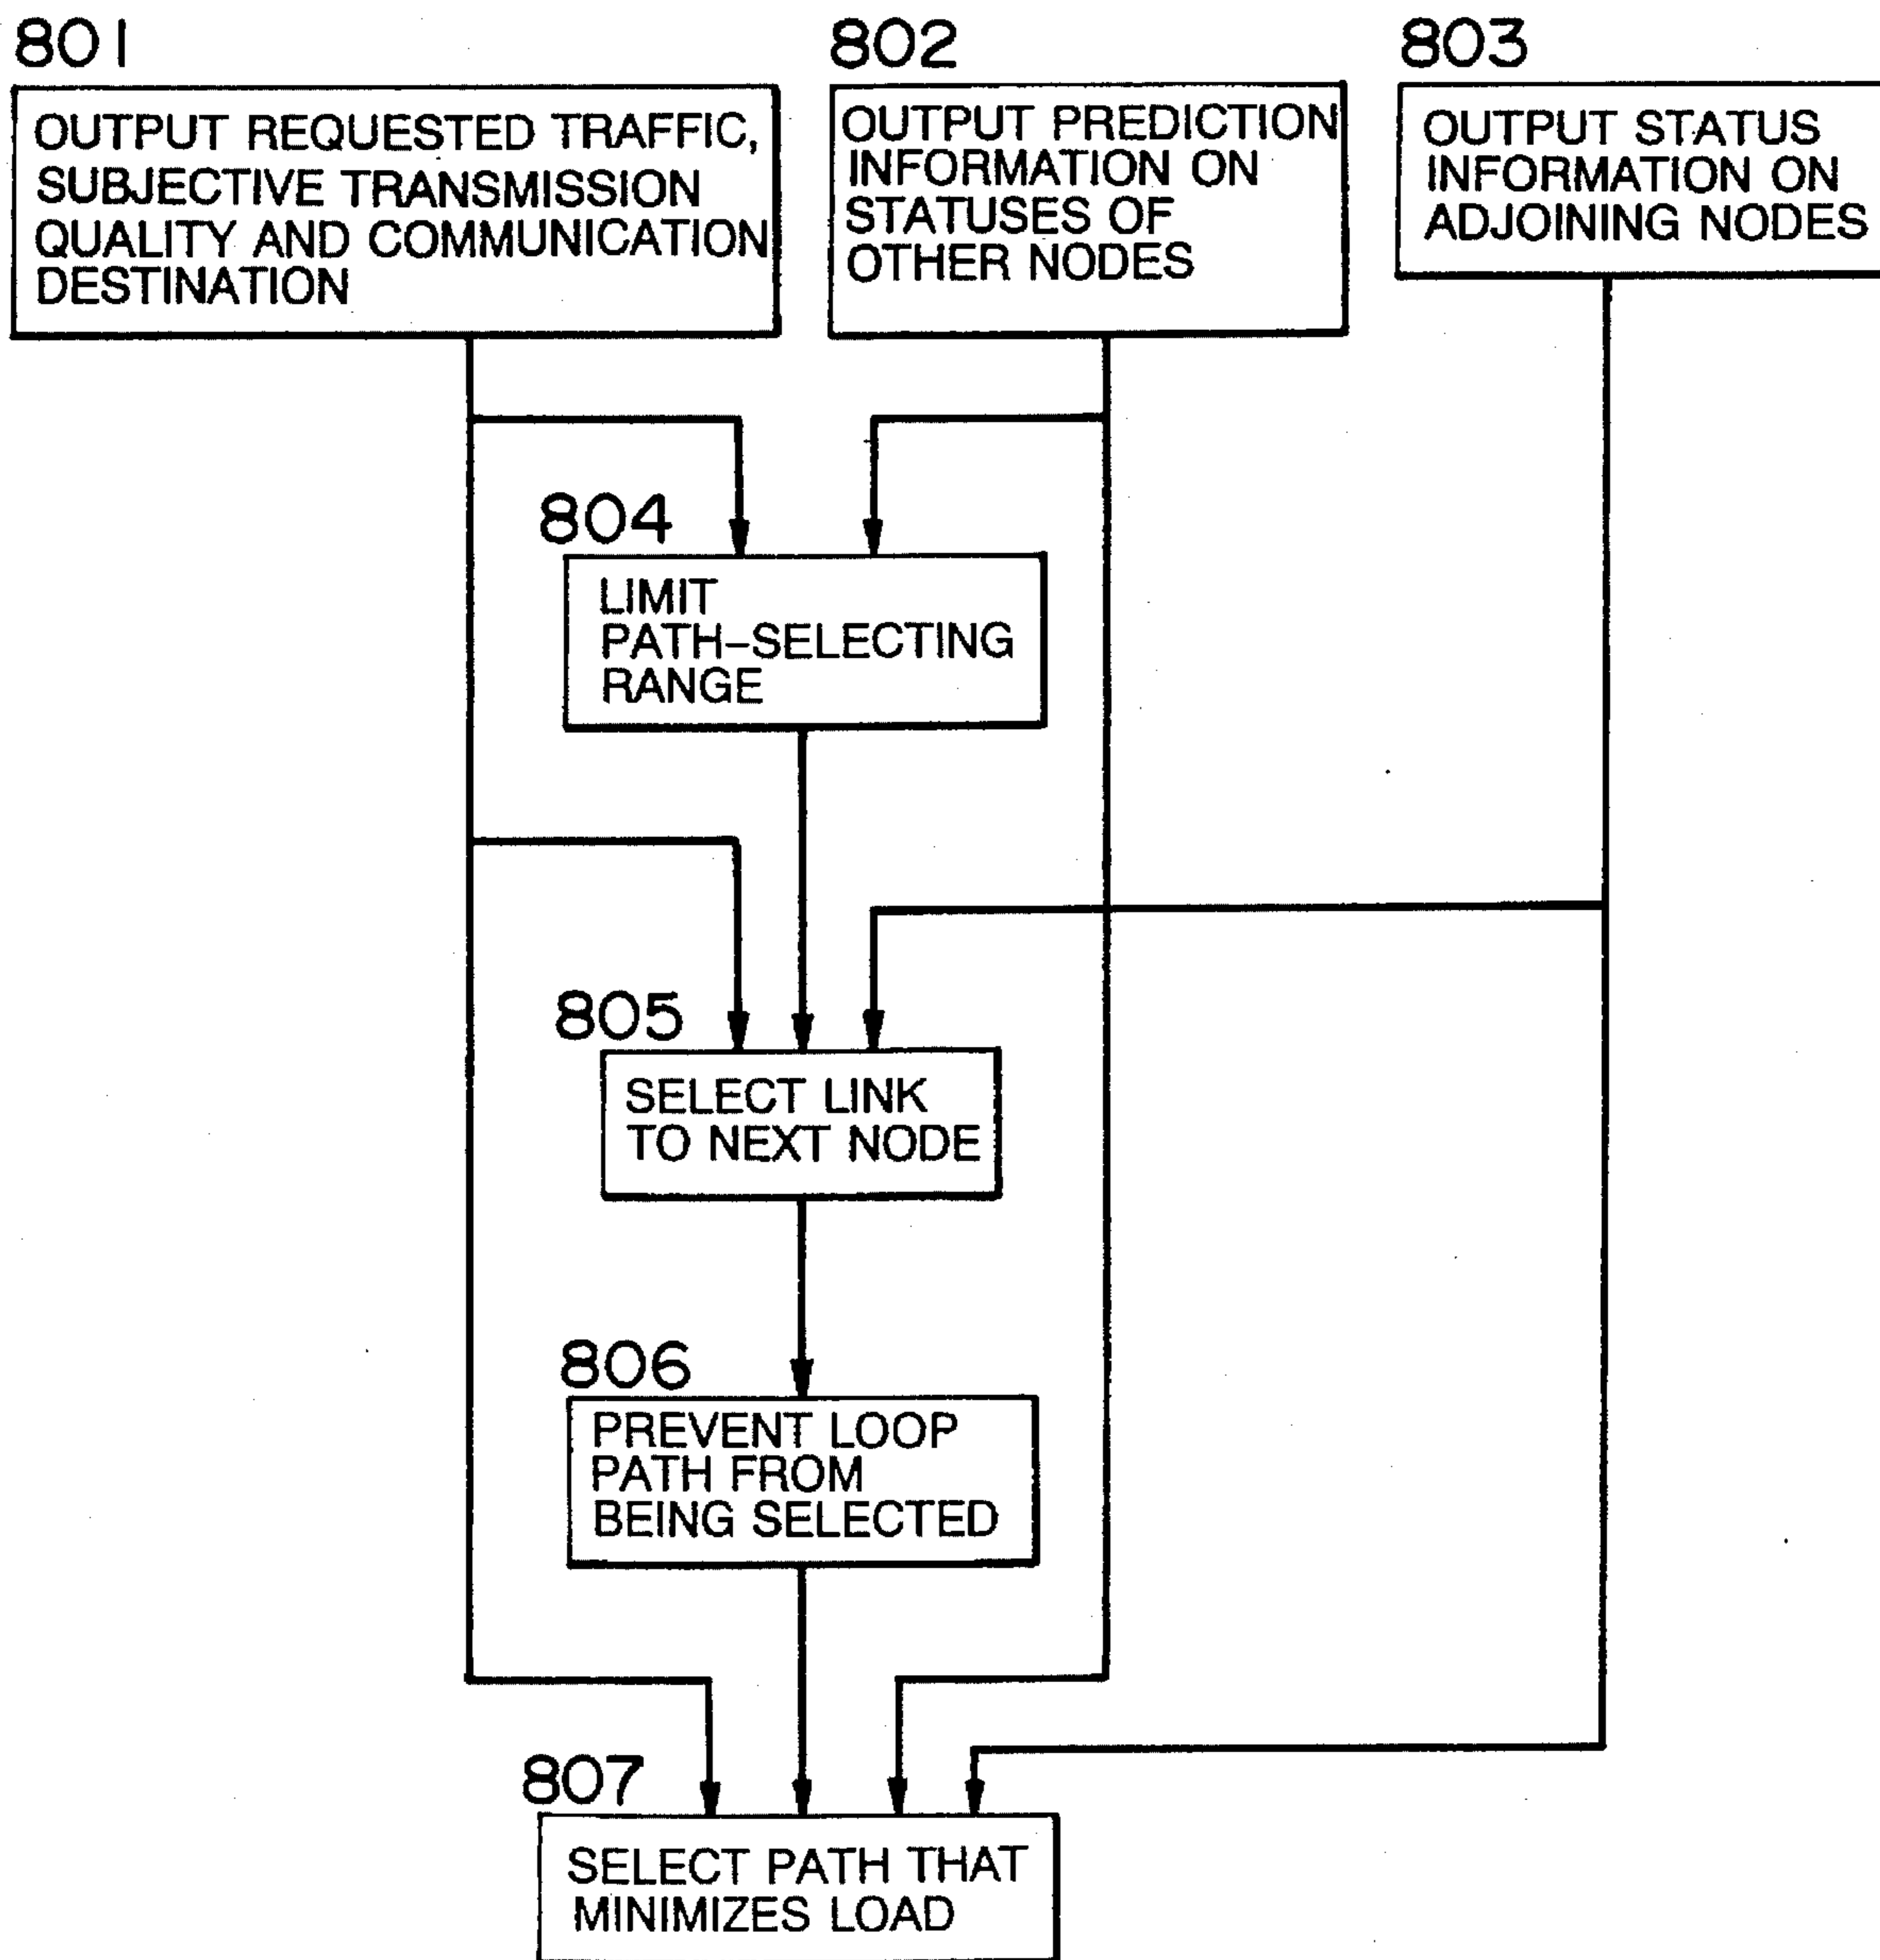 801
OUTPUT REQUESTED TRAFFIC,
SUBJECTIVE TRANSMISSION
QUALITY AND COMMUNICATION
DESTINATION
802
OUTPUT PREDICTION
INFORMATION ON
STATUSES OF
OTHER NODES
803
OUTPUT STATUS
INFORMATION ON
ADJOINING NODES
804
LIMIT
PATH-SELECTING
RANGE
805
SELECT LINK
TO NEXT NODE
806
PREVENT LOOP
PATH FROM
BEING SELECTED
807
SELECT PATH THAT
MINIMIZES LOAD